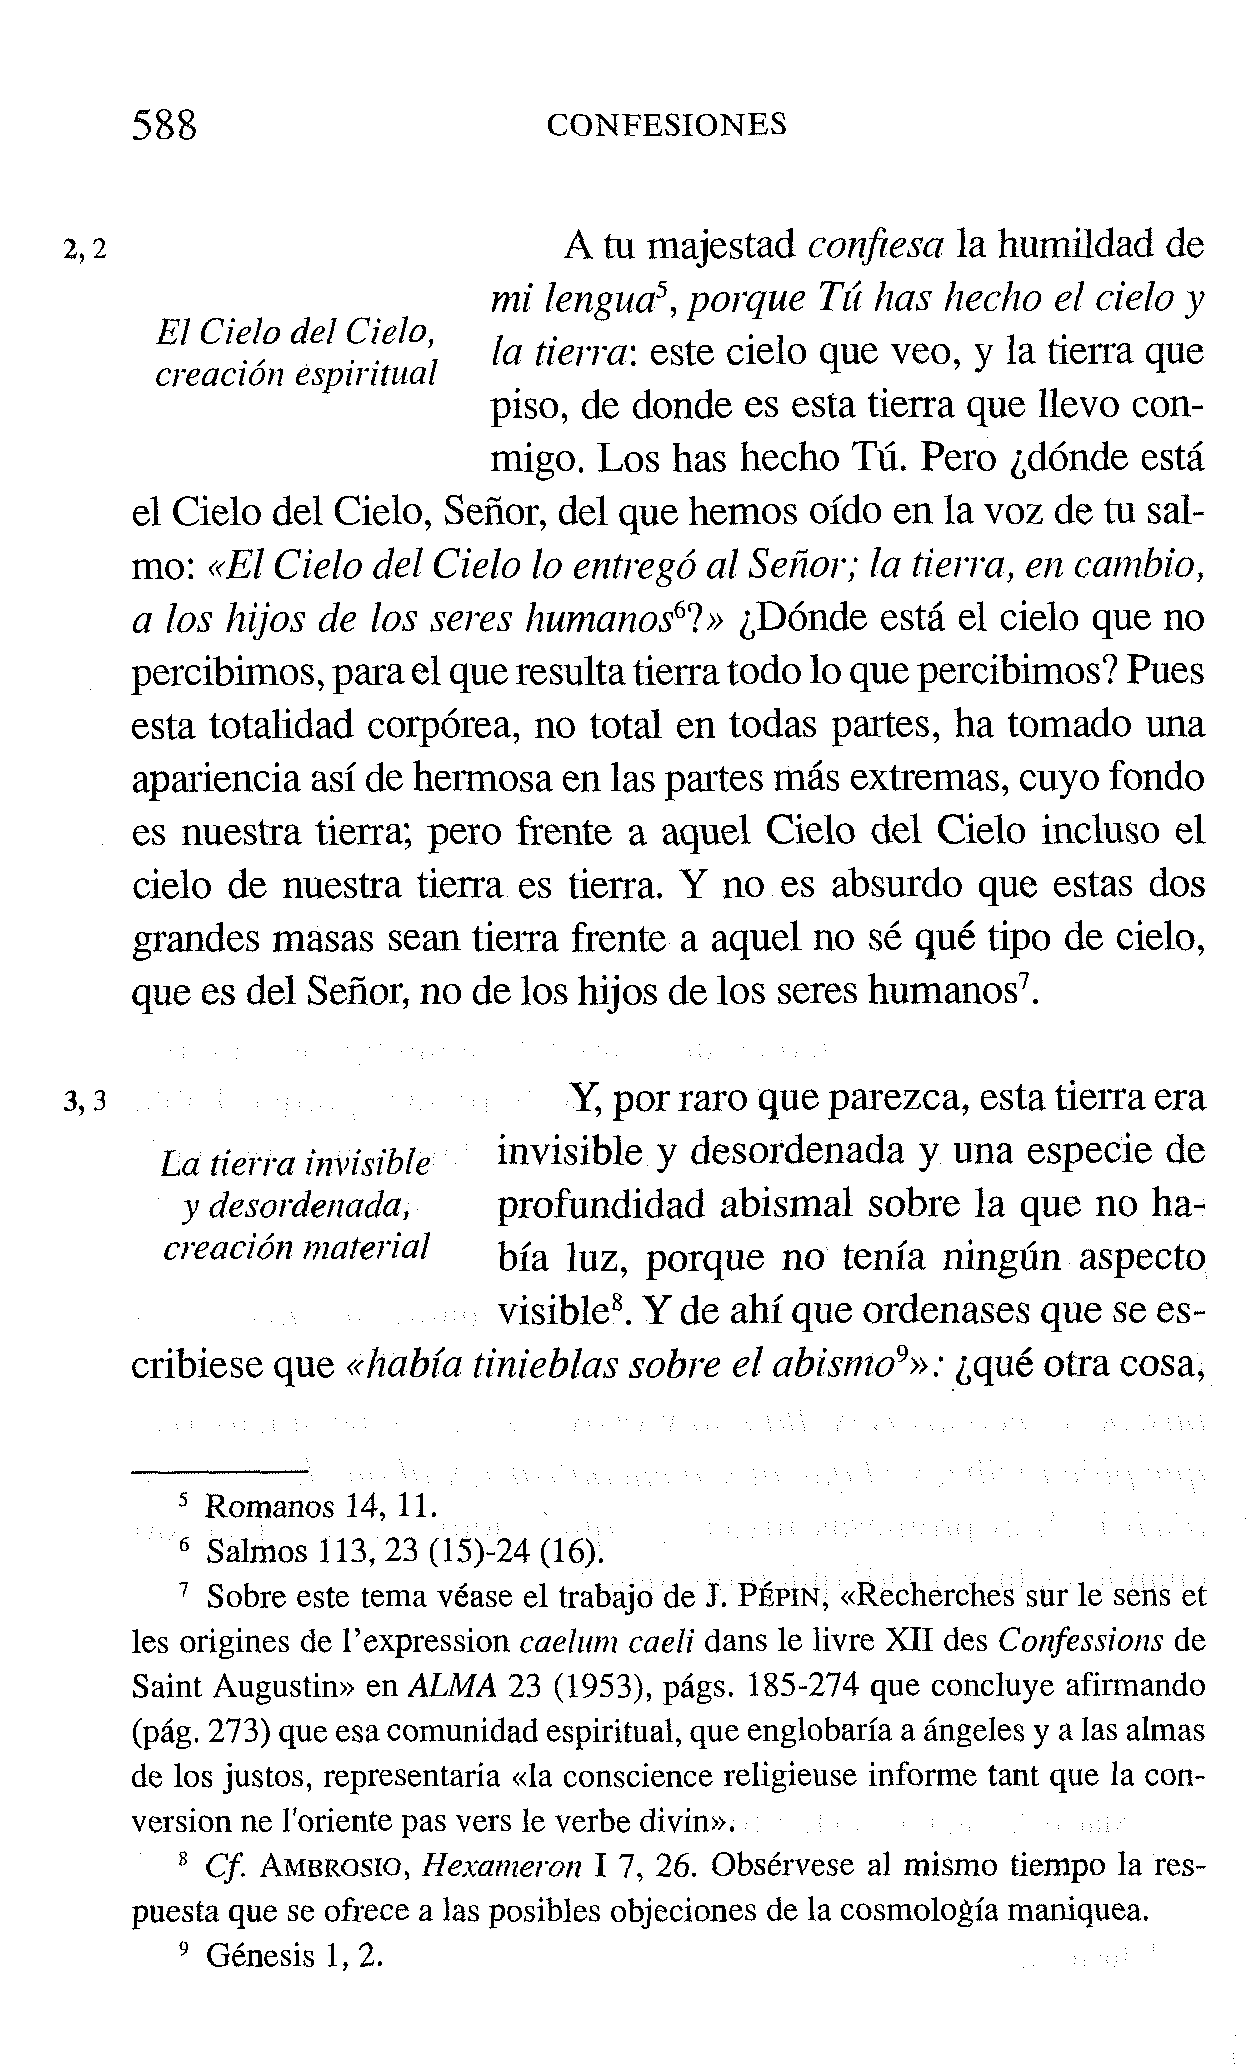 588 CONFESIONES
2, 2
El Cielo del Cielo,
creación espiritual
A tu majestad confiesa la humildad de
mi lengua⁵, porque Tú has hecho el cielo y
la tierra: este cielo que veo, y la tierra que
piso, de donde es esta tierra que llevo con-
migo. Los has hecho Tú. Pero ¿dónde está
el Cielo del Cielo, Señor, del que hemos oído en la voz de tu sal-
mo: «El Cielo del Cielo lo entregó al Señor; la tierra, en cambio,
a los hijos de los seres humanos⁶?» ¿Dónde está el cielo que no
percibimos, para el que resulta tierra todo lo que percibimos? Pues
esta totalidad corpórea, no total en todas partes, ha tomado una
apariencia así de hermosa en las partes más extremas, cuyo fondo
es nuestra tierra; pero frente a aquel Cielo del Cielo incluso el
cielo de nuestra tierra es tierra. Y no es absurdo que estas dos
grandes masas sean tierra frente a aquel no sé qué tipo de cielo,
que es del Señor, no de los hijos de los seres humanos⁷.
3, 3
La tierra invisible
y desordenada,
creación material
Y, por raro que parezca, esta tierra era
invisible y desordenada y una especie de
profundidad abismal sobre la que no ha-
bía luz, porque no tenía ningún aspecto
visible⁸. Y de ahí que ordenases que se es-
cribiese que «había tinieblas sobre el abismo⁹»: ¿qué otra cosa,
⁵ Romanos 14, 11.
⁶ Salmos 113, 23 (15)-24 (16).
⁷ Sobre este tema véase el trabajo de J. PÉPIN, «Recherches sur le sens et
les origines de l'expression caelum caeli dans le livre XII des Confessions de
Saint Augustin» en ALMA 23 (1953), págs. 185-274 que concluye afirmando
(pág. 273) que esa comunidad espiritual, que englobaría a ángeles y a las almas
de los justos, representaría «la conscience religieuse informe tant que la con-
version ne l'oriente pas vers le verbe divin».
⁸ Cf. AMBROSIO, Hexameron I 7, 26. Obsérvese al mismo tiempo la res-
puesta que se ofrece a las posibles objeciones de la cosmología maniquea.
⁹ Génesis 1, 2.